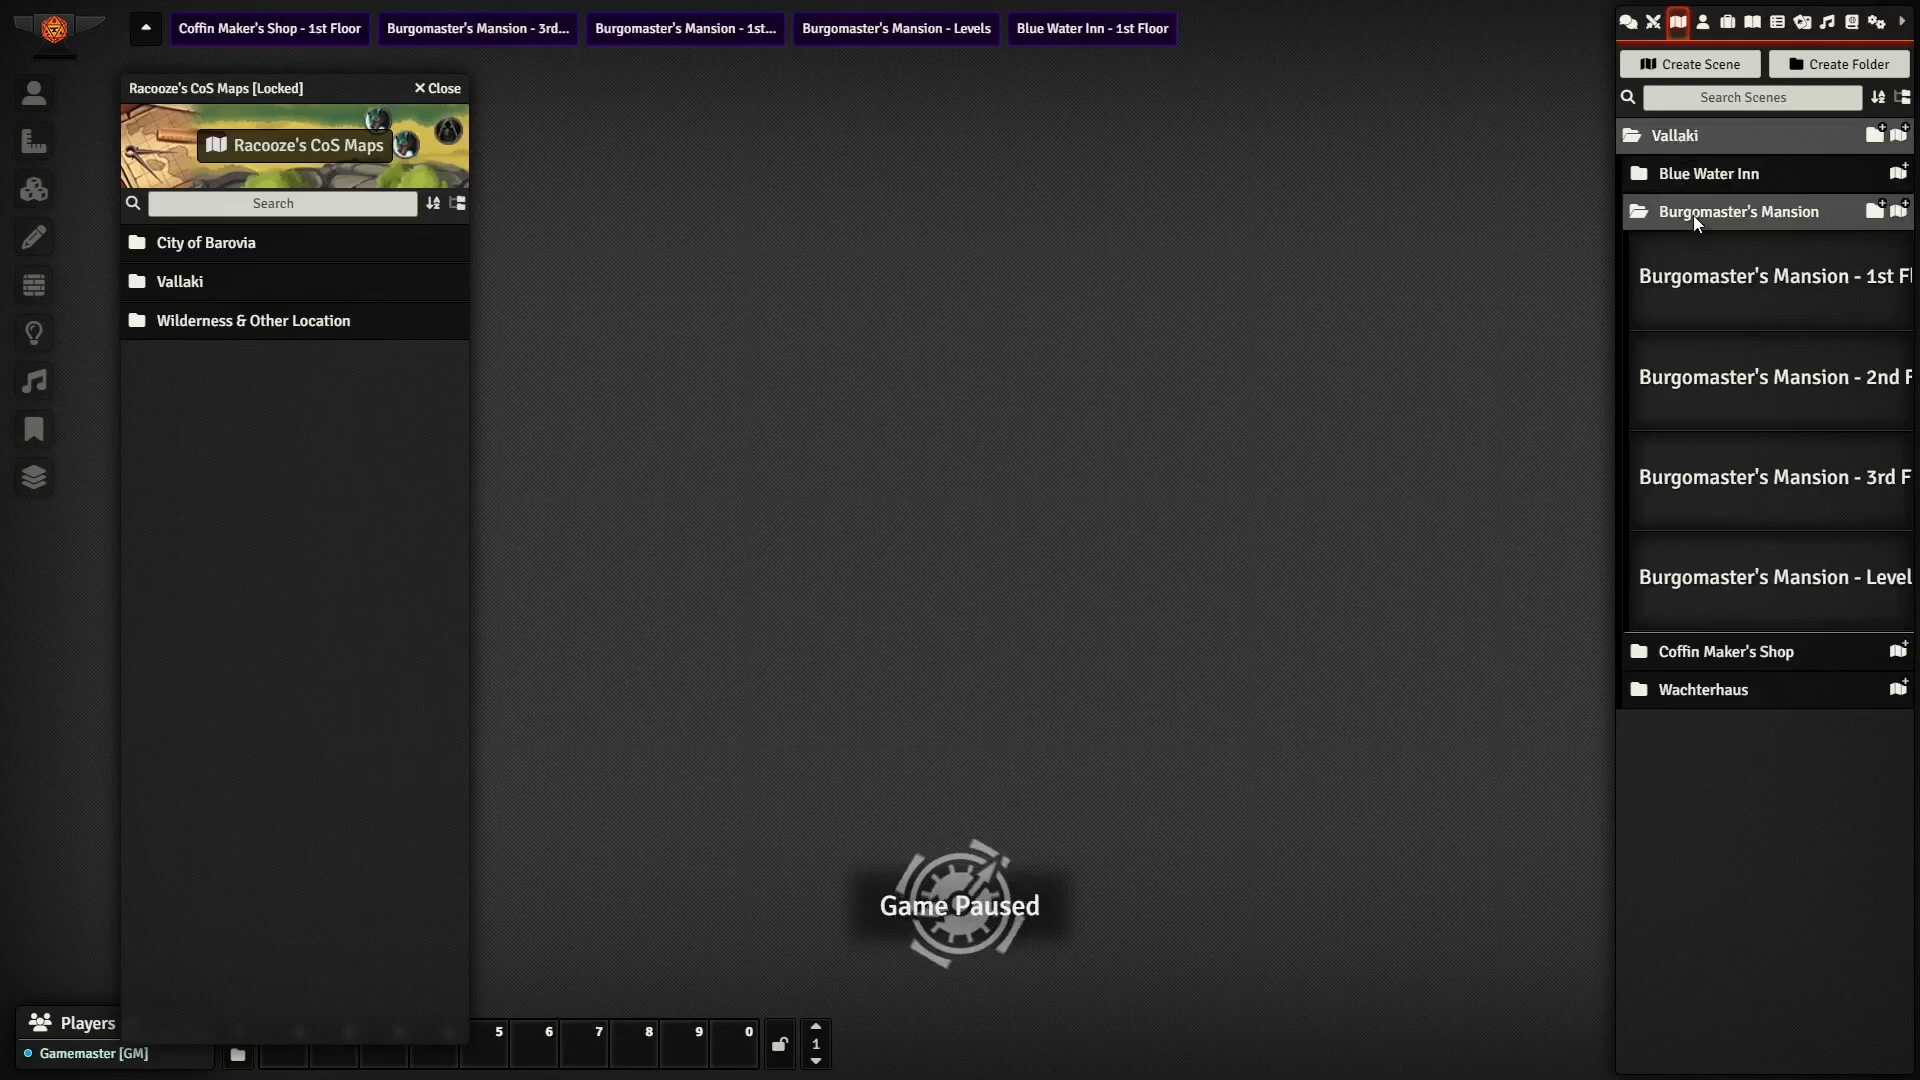 Coffin Maker's Shop - 1st Floor
Burgomaster's Mansion - 3rd...
Burgomaster's Mansion - 1st...
Burgomaster's Mansion - Levels
Blue Water Inn - 1st Floor
Racooze's CoS Maps [Locked]
Close
Racooze's CoS Maps
Search
City of Barovia
Vallaki
Wilderness & Other Location
Game Paused
Players
Gamemaster [GM]
5
6
7
8
9
0
1
Create Scene
Create Folder
Search Scenes
Vallaki
Blue Water Inn
Burgomaster's Mansion
Burgomaster's Mansion - 1st Fl
Burgomaster's Mansion - 2nd F
Burgomaster's Mansion - 3rd F
Burgomaster's Mansion - Level
Coffin Maker's Shop
Wachterhaus